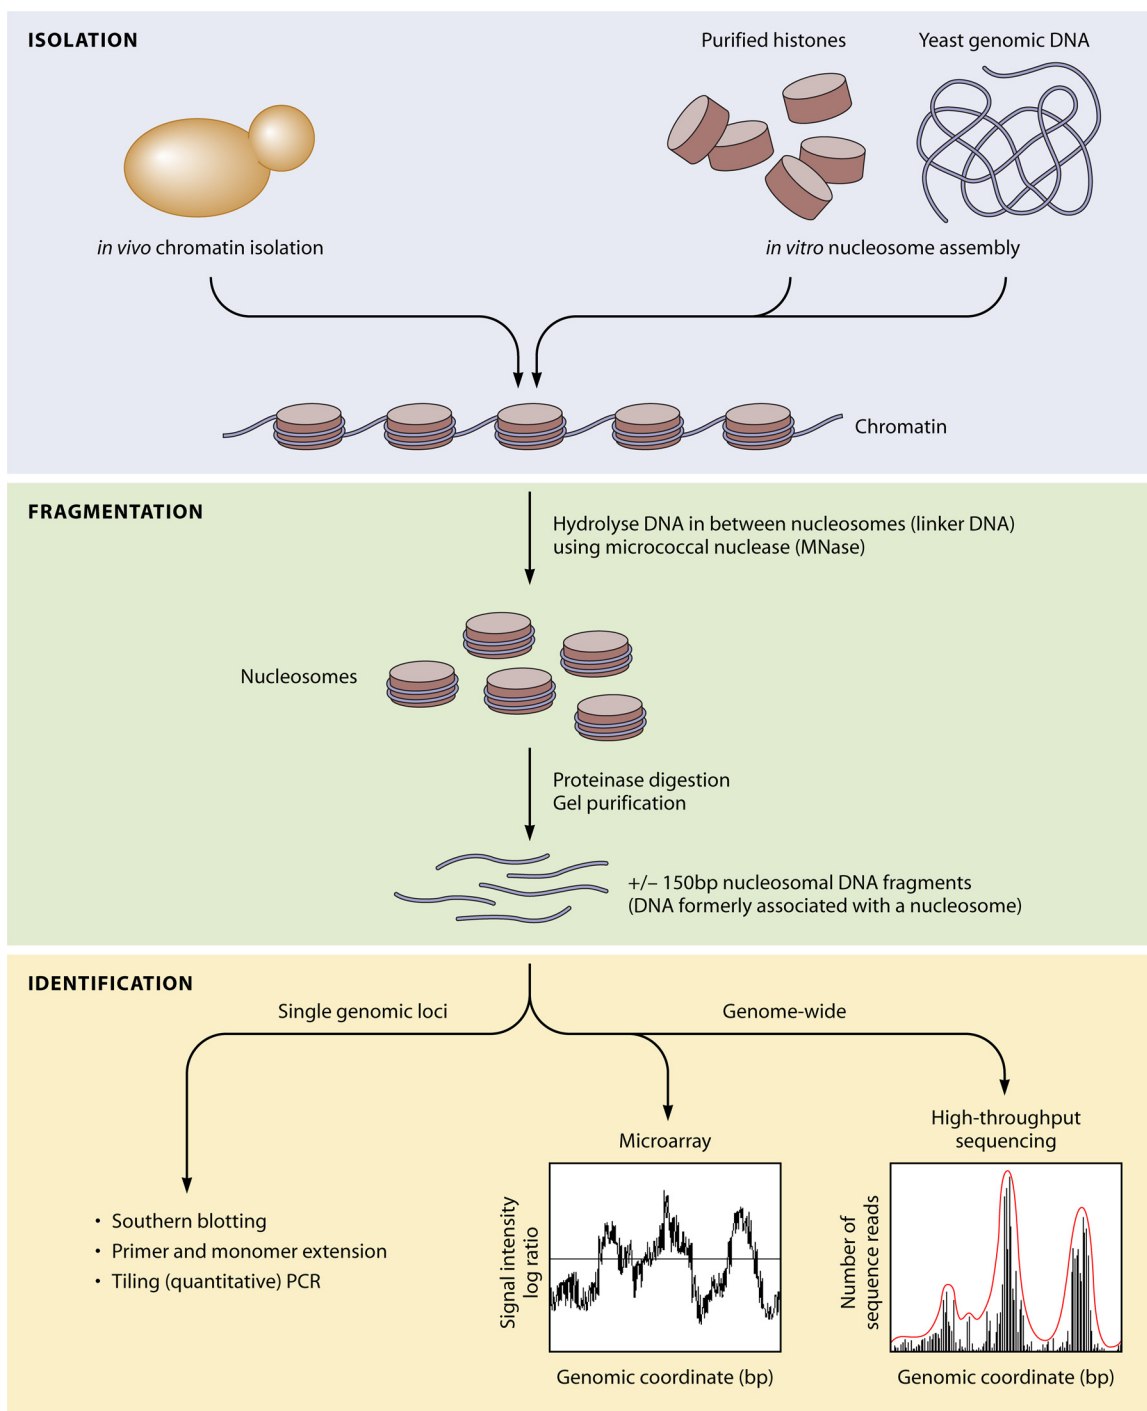 ISOLATION
Purified histones
Yeast genomic DNA
in vivo chromatin isolation
in vitro nucleosome assembly
Chromatin
FRAGMENTATION
Hydrolyse DNA in between nucleosomes (linker DNA)
using micrococcal nuclease (MNase)
Nucleosomes
Proteinase digestion
Gel purification
+/– 150bp nucleosomal DNA fragments
(DNA formerly associated with a nucleosome)
IDENTIFICATION
Single genomic loci
Genome-wide
• Southern blotting
• Primer and monomer extension
• Tiling (quantitative) PCR
Microarray
Signal intensity
log ratio
Genomic coordinate (bp)
High-throughput
sequencing
Number of
sequence reads
Genomic coordinate (bp)